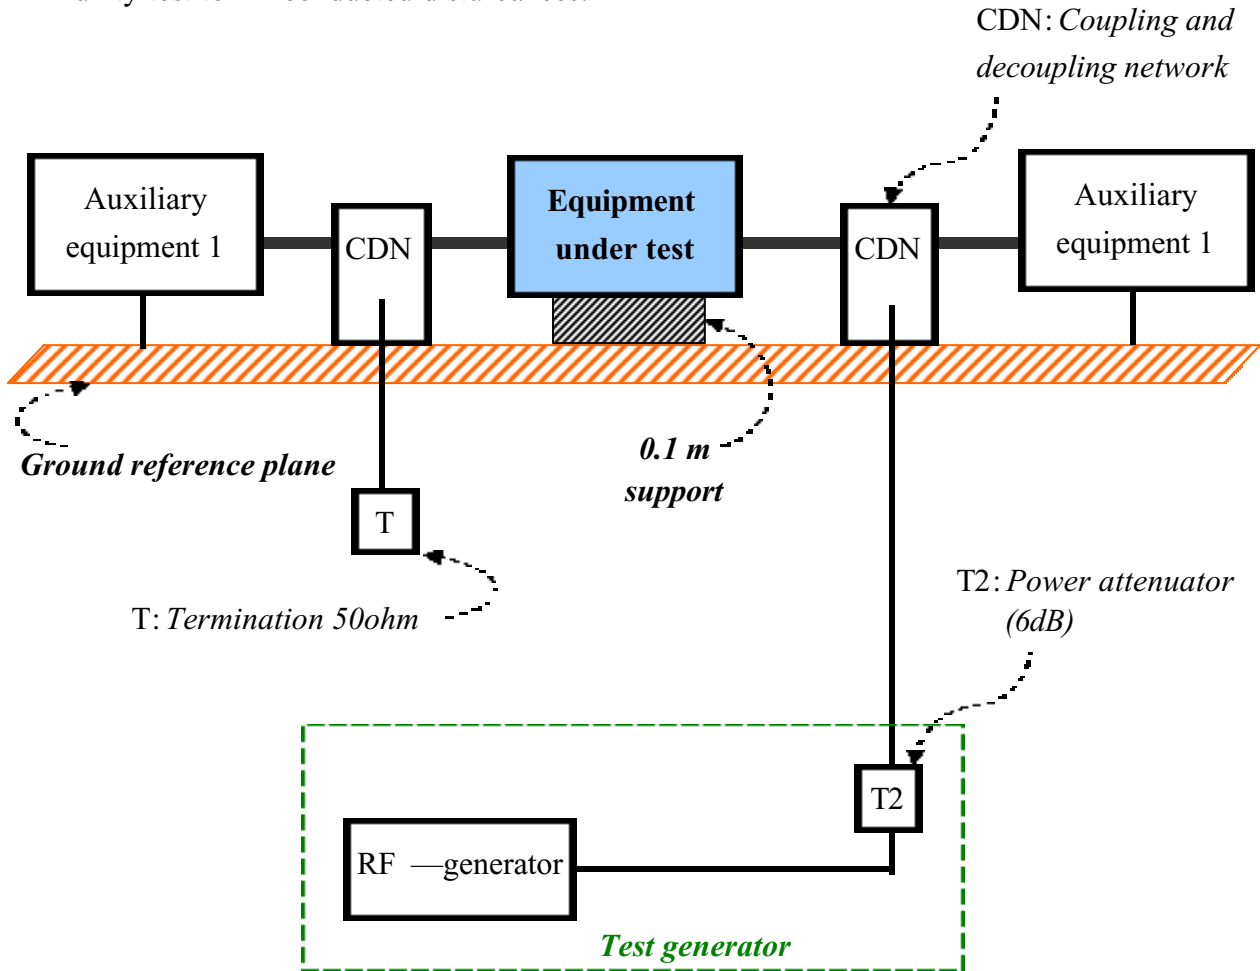 CDN: Coupling and
decoupling network
Auxiliary
equipment 1
CDN
Equipment
under test
CDN
Auxiliary
equipment 1
Ground reference plane
0.1 m
support
T
T: Termination 50ohm
T2: Power attenuator
(6dB)
T2
RF —generator
Test generator